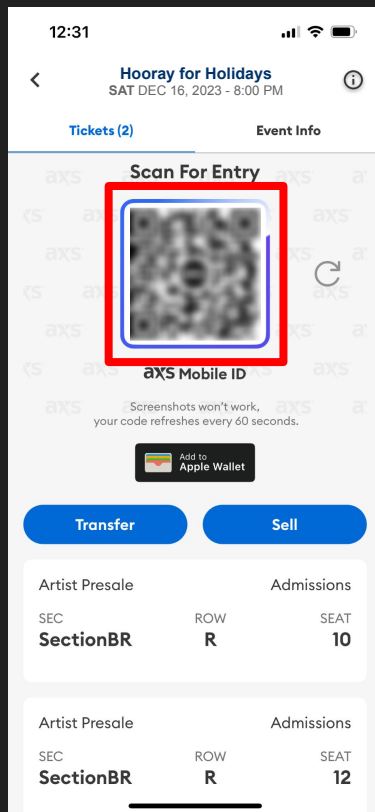 12:31
Hooray for Holidays
SAT DEC 16, 2023 - 8:00 PM
Tickets (2)
Event Info
Scan For Entry
axs Mobile ID
Screenshots won't work,
your code refreshes every 60 seconds.
Add to
Apple Wallet
Transfer
Sell
Artist Presale Admissions
SEC ROW SEAT
SectionBR R 10
Artist Presale Admissions
SEC ROW SEAT
SectionBR R 12